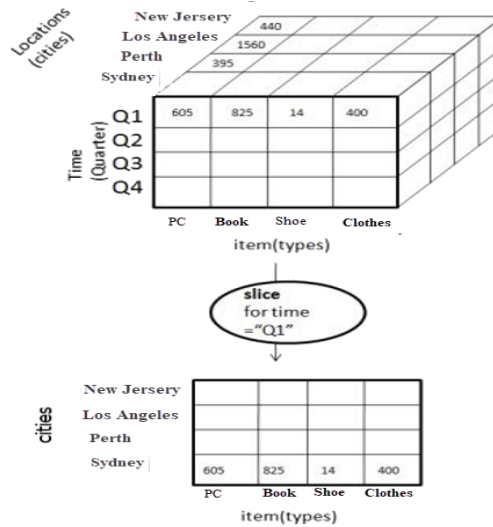 New Jersery
Los Angeles
Perth
Sydney
Locations
(cities)
440
1560
395
Q1 605 825 14 400
Q2
Q3
Q4
Time
(Quarter)
PC Book Shoe Clothes
item(types)
slice
for time
="Q1"
New Jersery
Los Angeles
Perth
Sydney 605 825 14 400
cities
PC Book Shoe Clothes
item(types)